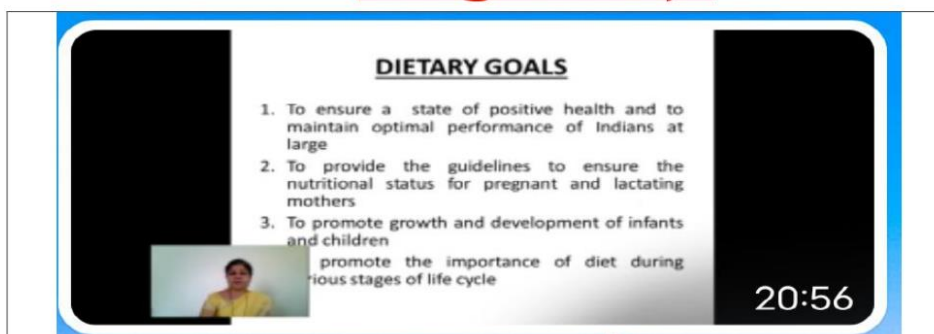 DIETARY GOALS
1. To ensure a state of positive health and to
maintain optimal performance of Indians at
large
2. To provide the guidelines to ensure the
nutritional status for pregnant and lactating
mothers
3. To promote growth and development of infants
and children
promote the importance of diet during
rious stages of life cycle
20:56